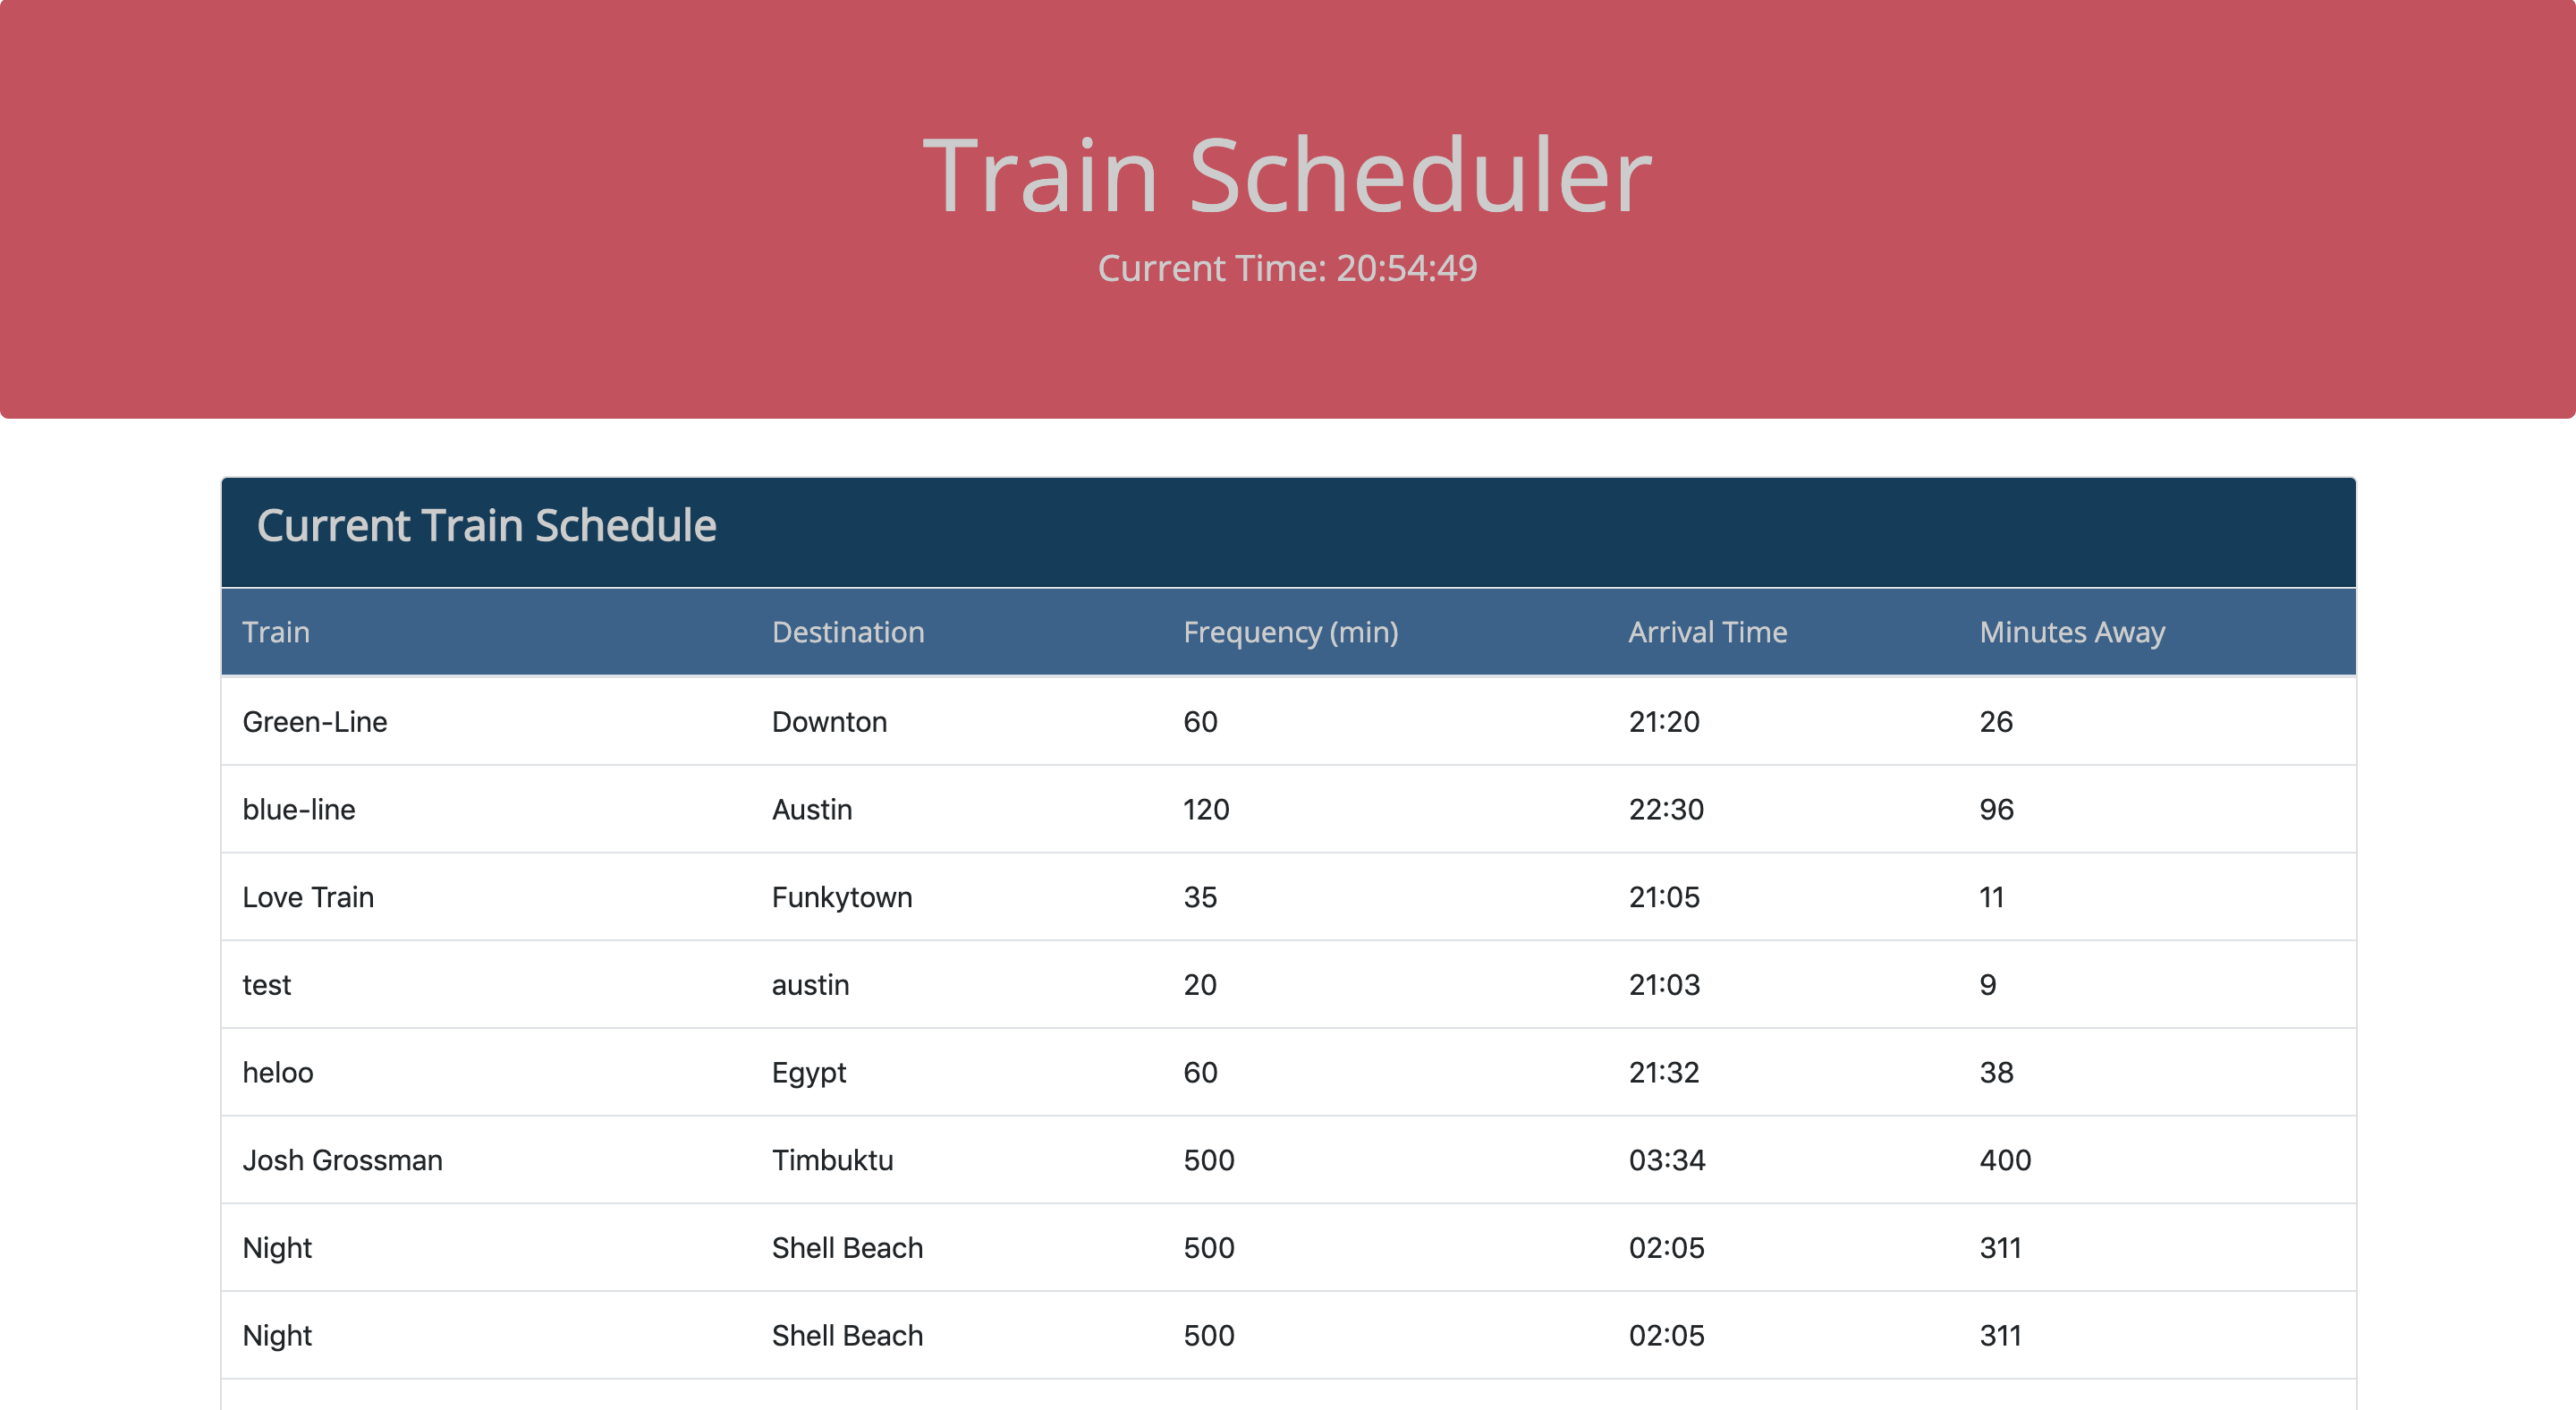 Train Scheduler
Current Time: 20:54:49
Current Train Schedule
Train Destination Frequency (min) Arrival Time Minutes Away
Green-Line Downton 60 21:20 26
blue-line Austin 120 22:30 96
Love Train Funkytown 35 21:05 11
test austin 20 21:03 9
heloo Egypt 60 21:32 38
Josh Grossman Timbuktu 500 03:34 400
Night Shell Beach 500 02:05 311
Night Shell Beach 500 02:05 311